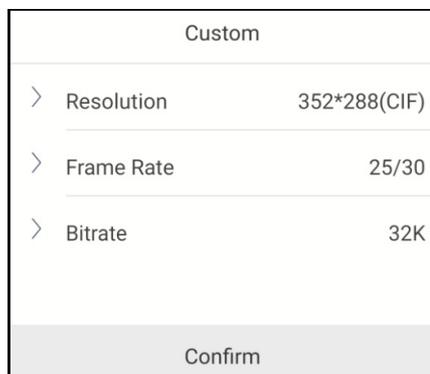 Custom
Resolution 352*288(CIF)
Frame Rate 25/30
Bitrate 32K
Confirm